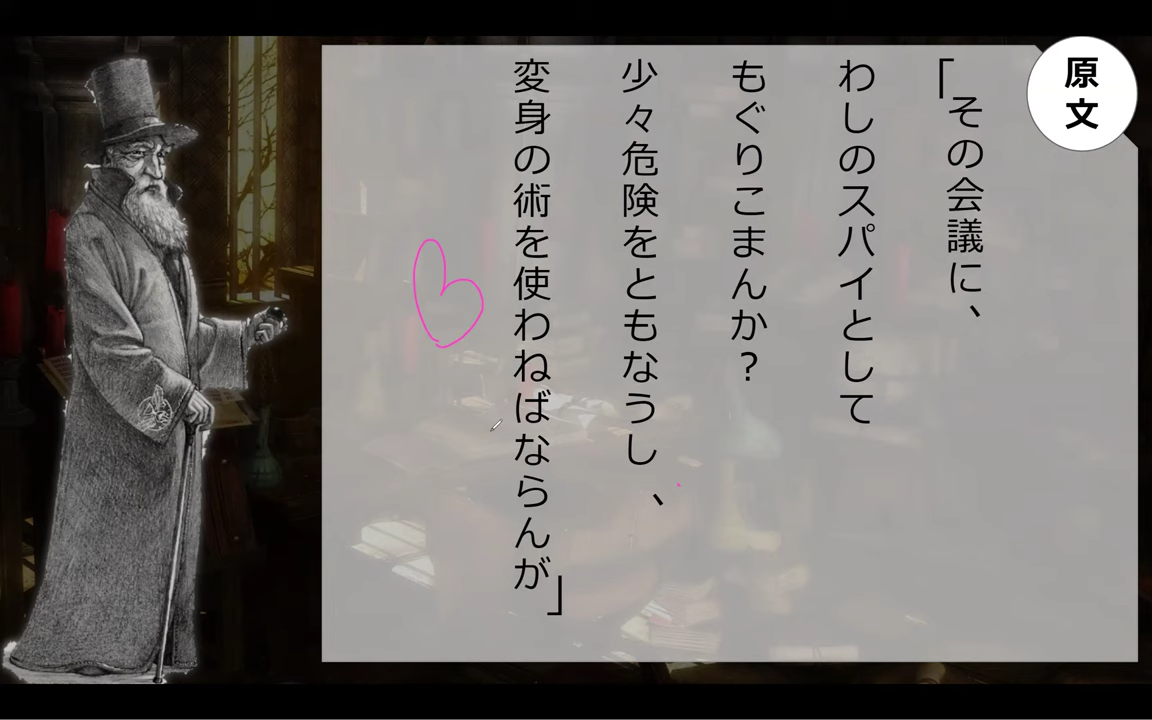 原文
「その会議に、
わしのスパイとして
もぐりこまんか？
少々危険をともなうし、
変身の術を使わねばならんが」